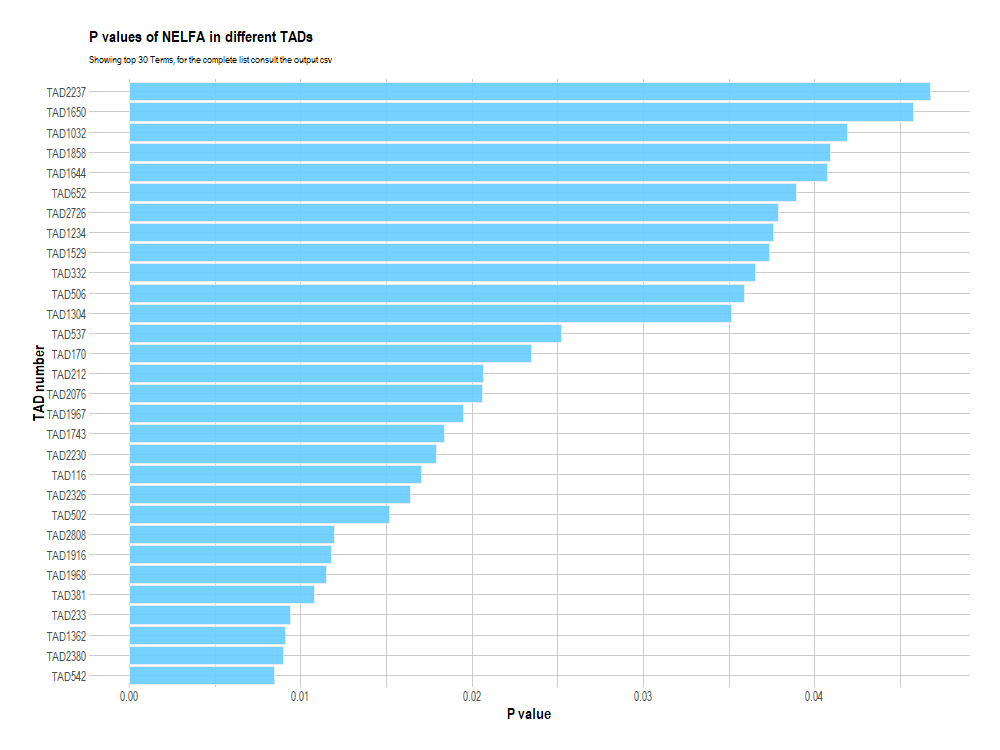 P values of NELFA in different TADs
Showing top 30 Terms, for the complete list consult the output csv
TAD2237
TAD1650
TAD1032
TAD1858
TAD1644
TAD652
TAD2726
TAD1234
TAD1529
TAD332
TAD506
TAD1304
TAD537
TAD170
TAD212
TAD2076
TAD1967
TAD1743
TAD2230
TAD116
TAD2326
TAD502
TAD2808
TAD1916
TAD1968
TAD381
TAD233
TAD1362
TAD2380
TAD542
TAD number
0.00 0.01 0.02 0.03 0.04
P value